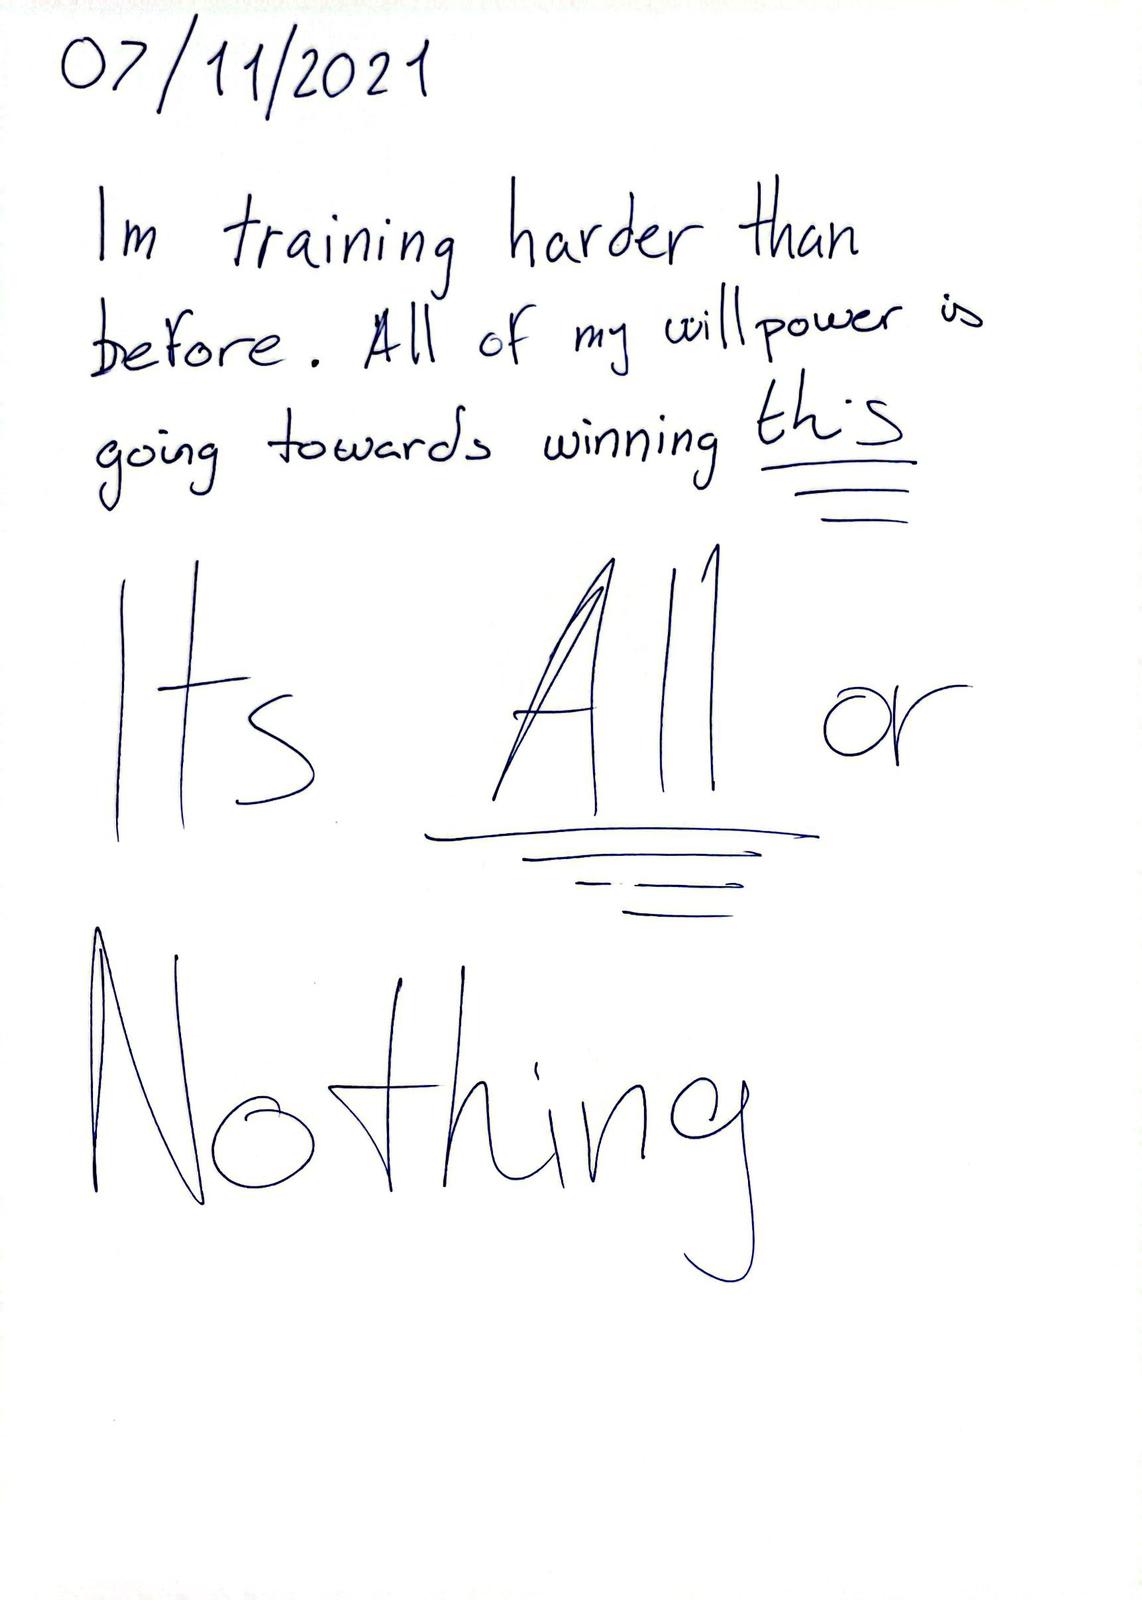 07/11/2021
Im training harder than
before. All of my willpower is
going towards winning this
Its All or
Nothing